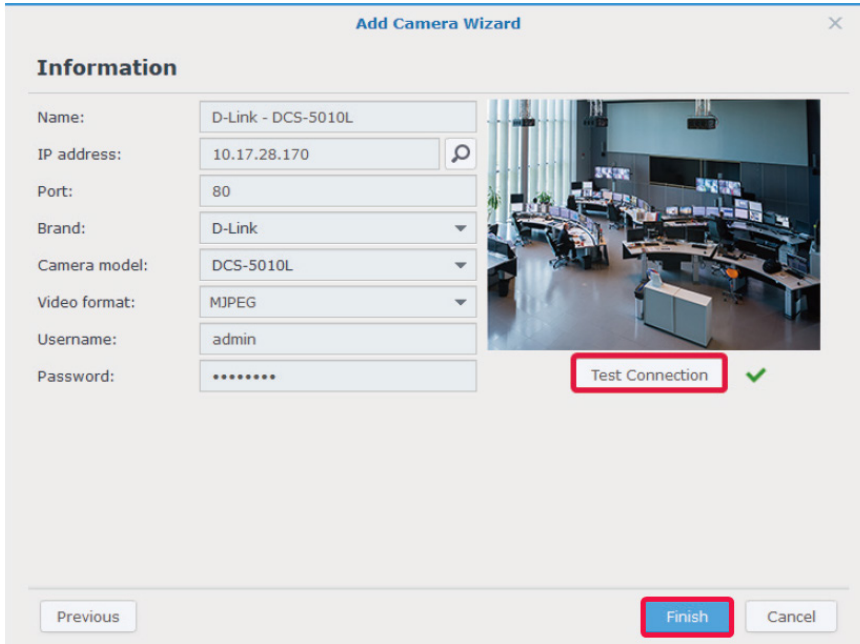 Add Camera Wizard
Information
Name: D-Link - DCS-5010L
IP address: 10.17.28.170
Port: 80
Brand: D-Link
Camera model: DCS-5010L
Video format: MJPEG
Username: admin
Password: ••••••••
Test Connection
Previous Finish Cancel